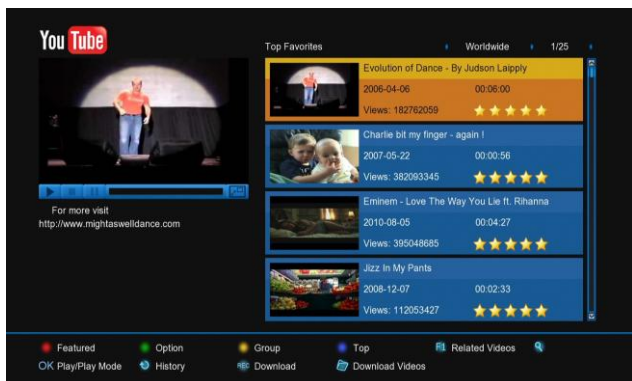 You Tube
Top Favorites Worldwide 1/25
Evolution of Dance - By Judson Laipply
2006-04-06 00:06:00
Views: 182762059
Charlie bit my finger - again !
2007-05-22 00:00:56
Views: 382093345
For more visit
http://www.mightaswelldance.com
Eminem - Love The Way You Lie ft. Rihanna
2010-08-05 00:04:27
Views: 395048685
Jizz In My Pants
2008-12-07 00:02:33
Views: 112053427
Featured Option Group Top F1 Related Videos
OK Play/Play Mode History REC Download Download Videos